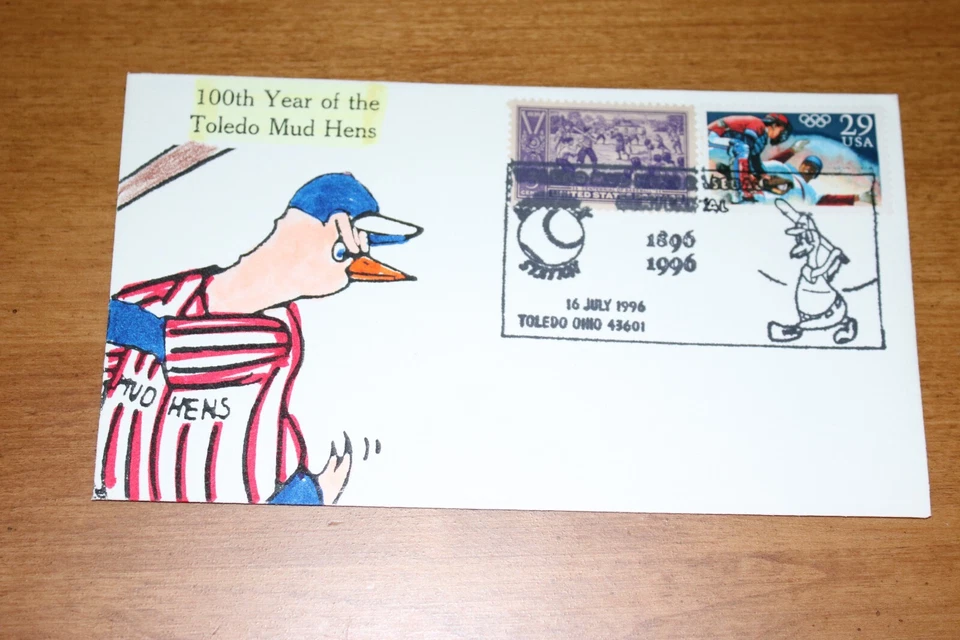 100th Year of the
Toledo Mud Hens
MUD HENS
29
USA
UNITED STATES
STATION
1896
1996
16 JULY 1996
TOLEDO OHIO 43601